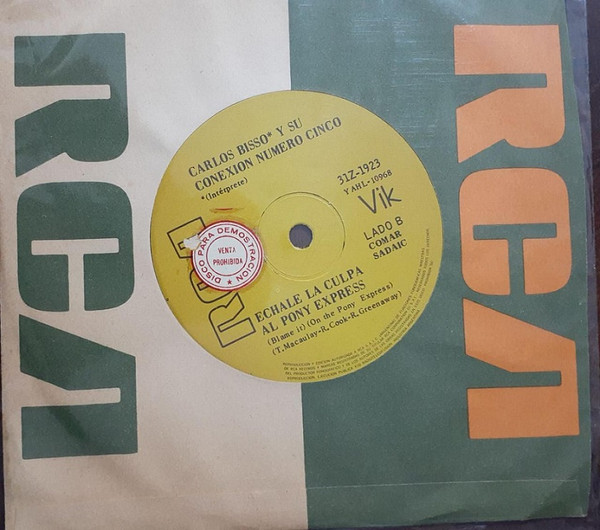 RCA
RCA
CARLOS BISSO* Y SU
CONEXION NUMERO CINCO
*(Intérprete)
31Z-1923
YAHL-10968
Vik
LADO B
COMAR
SADAIC
RCA
DISCO PARA DEMOSTRACION
VENTA
PROHIBIDA
ECHALE LA CULPA
AL PONY EXPRESS
(Blame it) (On the Pony Express)
(T.Macaulay-R.Cook-R.Greenaway)